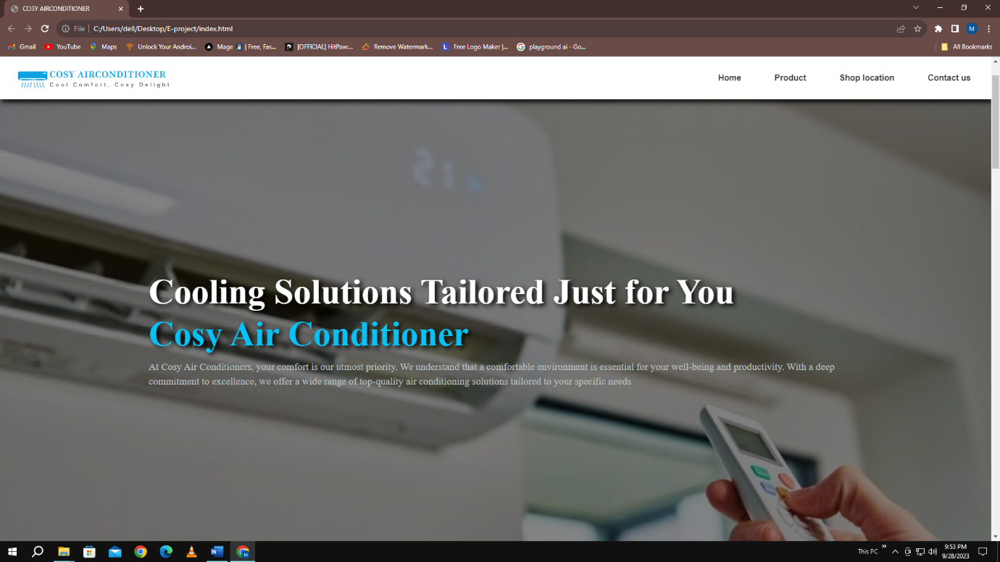 COSY AIRCONDITIONER
File
C:/Users/dell/Desktop/E-project/index.html
M
Gmail
YouTube
Maps
Unlock Your Androi...
Mage | Free, Fas...
[OFFICIAL] HitPaw:...
Remove Watermark...
L Free Logo Maker |...
playground ai - Go...
All Bookmarks
COSY AIRCONDITIONER
Cool Comfort, Cosy Delight
Home
Product
Shop location
Contact us
15
Cooling Solutions Tailored Just for You
Cosy Air Conditioner
At Cosy Air Conditioners, your comfort is our utmost priority. We understand that a comfortable environment is essential for your well-being and productivity. With a deep
commitment to excellence, we offer a wide range of top-quality air conditioning solutions tailored to your specific needs
This PC
9:53 PM
9/28/2023